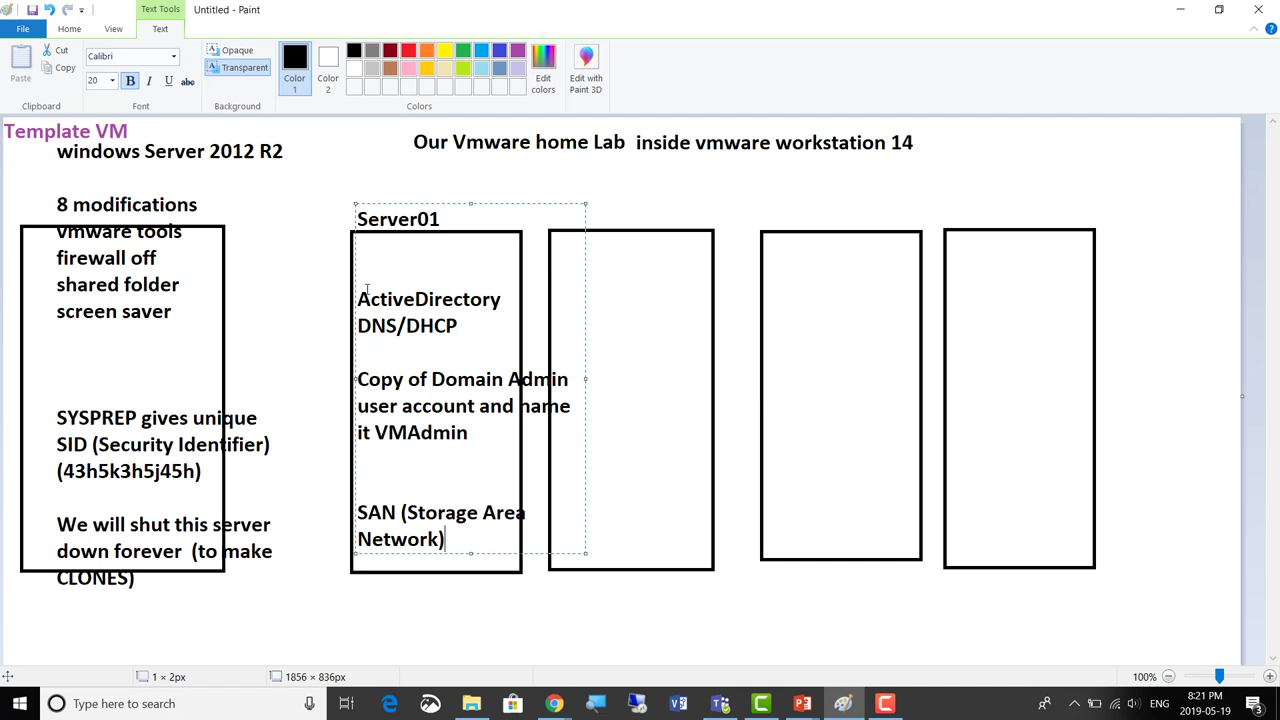 Text Tools
Untitled - Paint
File
Home
View
Text
Paste
Cut
Copy
Clipboard
Calibri
20
B I U abc
Font
Opaque
Transparent
Background
Color
1
Color
2
Edit
colors
Edit with
Paint 3D
Colors
Template VM
windows Server 2012 R2
8 modifications
vmware tools
firewall off
shared folder
screen saver
SYSPREP gives unique
SID (Security Identifier)
(43h5k3h5j45h)
We will shut this server
down forever (to make
CLONES)
Our Vmware home Lab inside vmware workstation 14
Server01
ActiveDirectory
DNS/DHCP
Copy of Domain Admin
user account and name
it VMAdmin
SAN (Storage Area
Network)
1 × 2px
1856 × 836px
100%
Type here to search
ENG
8:21 PM
2019-05-19
3